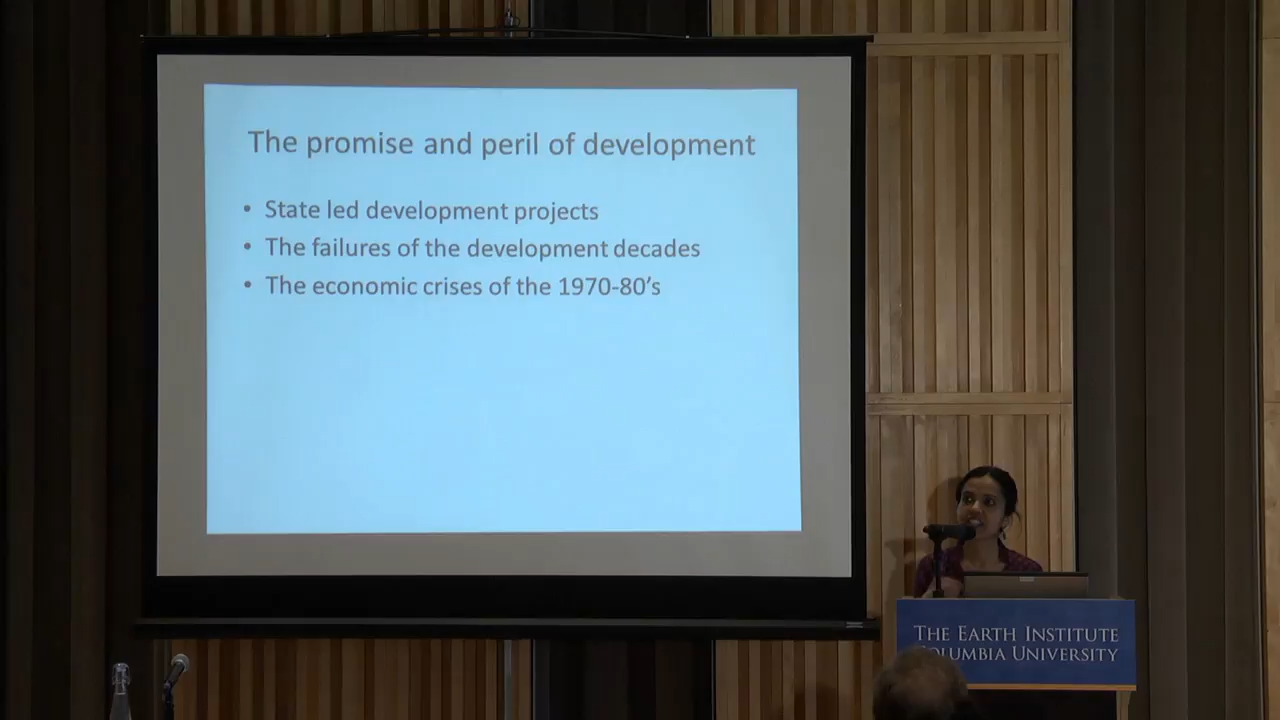 The promise and peril of development
• State led development projects
• The failures of the development decades
• The economic crises of the 1970-80's
THE EARTH INSTITUTE
COLUMBIA UNIVERSITY